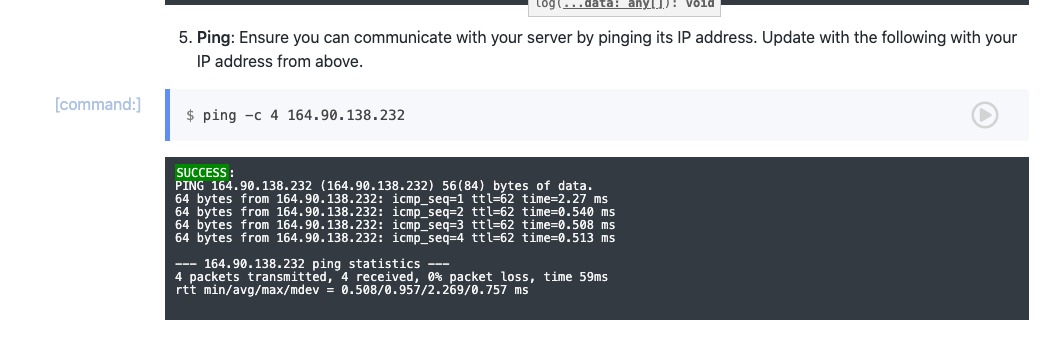 log(...data: any[]): void
5. Ping: Ensure you can communicate with your server by pinging its IP address. Update with the following with your
IP address from above.
[command:]
$ ping -c 4 164.90.138.232
SUCCESS:
PING 164.90.138.232 (164.90.138.232) 56(84) bytes of data.
64 bytes from 164.90.138.232: icmp_seq=1 ttl=62 time=2.27 ms
64 bytes from 164.90.138.232: icmp_seq=2 ttl=62 time=0.540 ms
64 bytes from 164.90.138.232: icmp_seq=3 ttl=62 time=0.508 ms
64 bytes from 164.90.138.232: icmp_seq=4 ttl=62 time=0.513 ms
--- 164.90.138.232 ping statistics ---
4 packets transmitted, 4 received, 0% packet loss, time 59ms
rtt min/avg/max/mdev = 0.508/0.957/2.269/0.757 ms